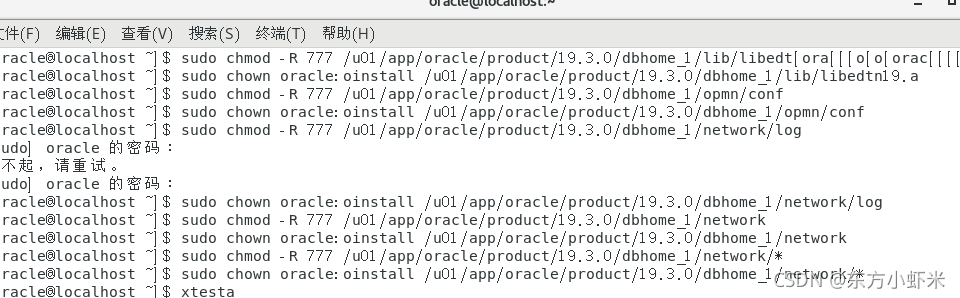 oracle@localhost:~
文件(F) 编辑(E) 查看(V) 搜索(S) 终端(T) 帮助(H)
racle@localhost ~]$ sudo chmod -R 777 /u01/app/oracle/product/19.3.0/dbhome_1/lib/libedt[ora[[[o[o[orac[[[[
racle@localhost ~]$ sudo chown oracle:oinstall /u01/app/oracle/product/19.3.0/dbhome_1/lib/libedtn19.a
racle@localhost ~]$ sudo chmod -R 777 /u01/app/oracle/product/19.3.0/dbhome_1/opmn/conf
racle@localhost ~]$ sudo chown oracle:oinstall /u01/app/oracle/product/19.3.0/dbhome_1/opmn/conf
racle@localhost ~]$ sudo chmod -R 777 /u01/app/oracle/product/19.3.0/dbhome_1/network/log
udo] oracle 的密码：
不起，请重试。
udo] oracle 的密码：
racle@localhost ~]$ sudo chown oracle:oinstall /u01/app/oracle/product/19.3.0/dbhome_1/network/log
racle@localhost ~]$ sudo chmod -R 777 /u01/app/oracle/product/19.3.0/dbhome_1/network
racle@localhost ~]$ sudo chown oracle:oinstall /u01/app/oracle/product/19.3.0/dbhome_1/network
racle@localhost ~]$ sudo chmod -R 777 /u01/app/oracle/product/19.3.0/dbhome_1/network/*
racle@localhost ~]$ sudo chown oracle:oinstall /u01/app/oracle/product/19.3.0/dbhome_1/network/*
racle@localhost ~]$ xtesta
CSDN @东方小虾米